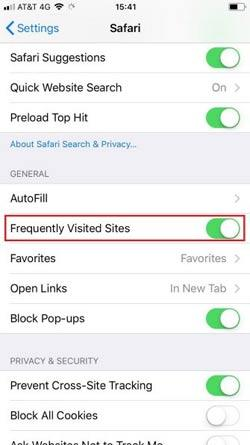 AT&T 4G 15:41
Settings Safari
Safari Suggestions
Quick Website Search On
Preload Top Hit
About Safari Search & Privacy...
GENERAL
AutoFill
Frequently Visited Sites
Favorites Favorites
Open Links In New Tab
Block Pop-ups
PRIVACY & SECURITY
Prevent Cross-Site Tracking
Block All Cookies
Ask Websites Not to Track Me